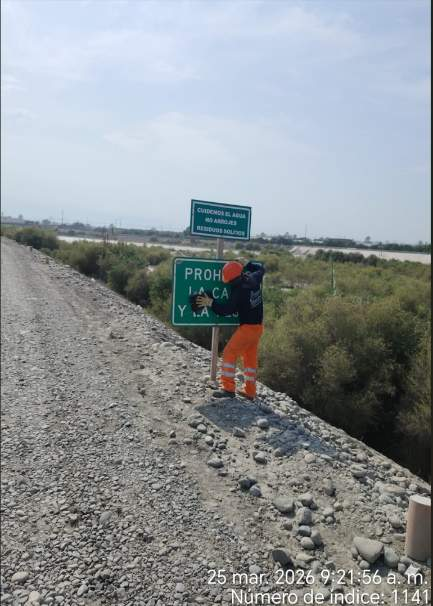 CUIDEMOS EL AGUA
NO ARROJES
RESIDUOS SOLIDOS
PROH
LA CA
Y LA
25 mar. 2026 9:21:56 a. m.
Número de índice: 1141